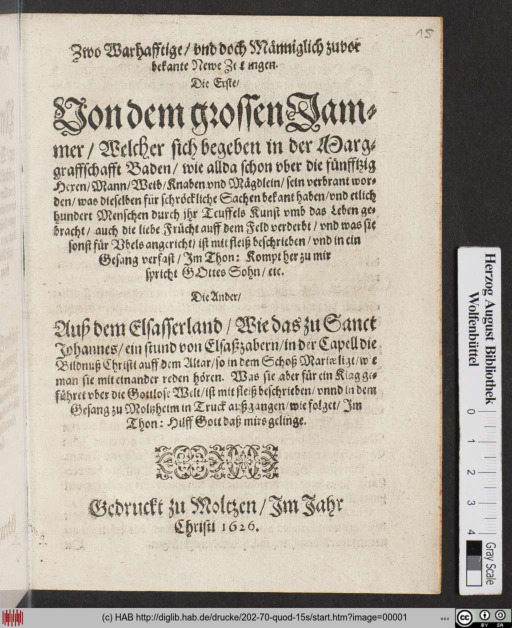 15
Zwo Warhafftige / vnd doch Männiglich zuvor
bekante Newe Zeitungen.
Die Erste /
Von dem grossen Jam-
mer / Welcher sich begeben in der Marg-
graffschafft Baden / wie allda schon vber die fünfftzig
Hexen / Mann / Weib / Knaben vnd Mägdlein / sein verbrant wor-
den / was dieselben für schröckliche Sachen bekant haben / vnd etlich
hundert Menschen durch ihr Teuffels Kunst vmb das Leben ge-
bracht / auch die liebe Frücht auff dem Feld verderbt / vnd was sie
sonst für Vbels angericht / ist mit fleiß beschrieben / vnd in ein
Gesang verfast / Im Thon: Kompt her zu mir
spricht GOttes Sohn / etc.
Die Ander /
Auß dem Elsasserland / Wie das zu Sanct
Johannes / ein stund von Elsaßzabern / in der Capell die
Bildnuß Christi auff dem Altar / so in dem Schoß Mariæ ligt / wie
man sie mit einander reden hören. Was sie aber für ein Klag ge-
führet vber die Gottlose Welt / ist mit fleiß beschrieben / vnnd in dem
Gesang zu Moltzheim in Truck außgangen / wie folget / Im
Thon: Hilff Gott daß mirs gelinge.
Gedruckt zu Moltzen / Im Jahr
Christi 1626.
Herzog August Bibliothek
Wolfenbüttel
0
1
2
3
4
Gray Scale
(c) HAB http://diglib.hab.de/drucke/202-70-quod-15s/start.htm?image=00001
cc
BY SA